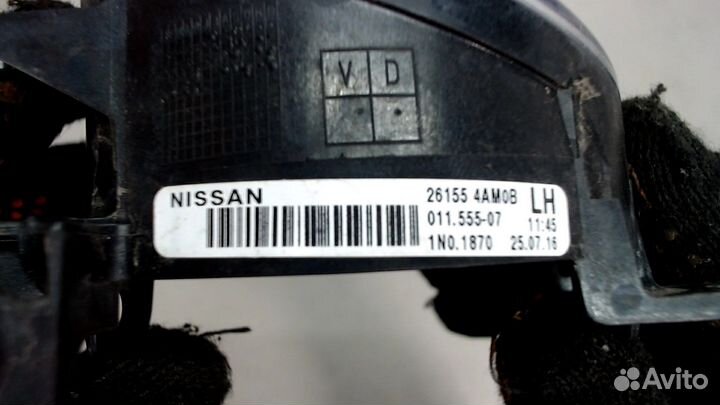 V D
NISSAN 26155 4AM0B LH
011.555-07 11:45
1N0.1870 25.07.16
Avito